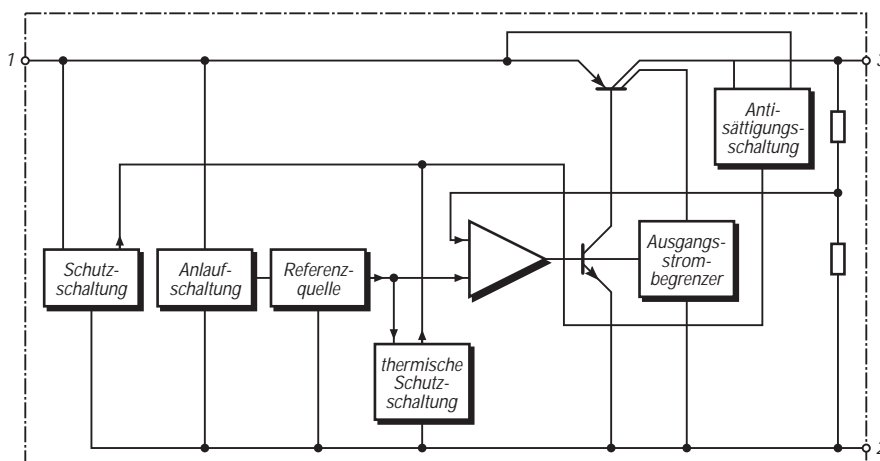 1
3
Anti-
sättigungs-
schaltung
Schutz-
schaltung
Anlauf-
schaltung
Referenz-
quelle
Ausgangs-
strom-
begrenzer
thermische
Schutz-
schaltung
2